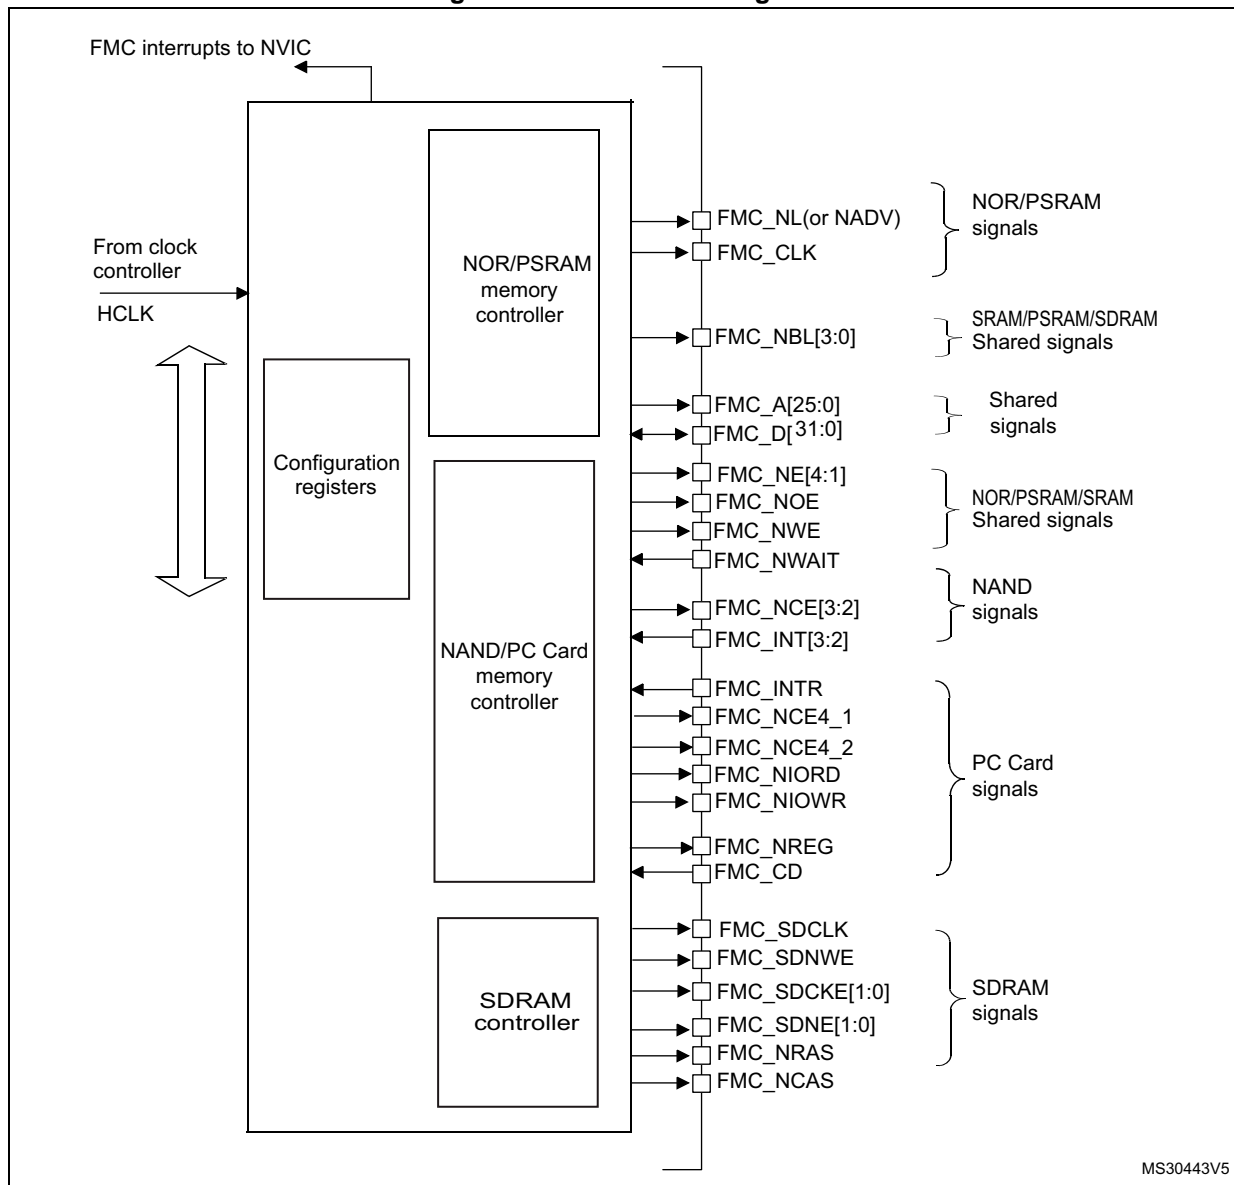 FMC interrupts to NVIC
From clock
controller
HCLK
Configuration
registers
NOR/PSRAM
memory
controller
NAND/PC Card
memory
controller
SDRAM
controller
FMC_NL(or NADV)
FMC_CLK
FMC_NBL[3:0]
FMC_A[25:0]
FMC_D[31:0]
FMC_NE[4:1]
FMC_NOE
FMC_NWE
FMC_NWAIT
FMC_NCE[3:2]
FMC_INT[3:2]
FMC_INTR
FMC_NCE4_1
FMC_NCE4_2
FMC_NIORD
FMC_NIOWR
FMC_NREG
FMC_CD
FMC_SDCLK
FMC_SDNWE
FMC_SDCKE[1:0]
FMC_SDNE[1:0]
FMC_NRAS
FMC_NCAS
NOR/PSRAM
signals
SRAM/PSRAM/SDRAM
Shared signals
Shared
signals
NOR/PSRAM/SRAM
Shared signals
NAND
signals
PC Card
signals
SDRAM
signals
MS30443V5